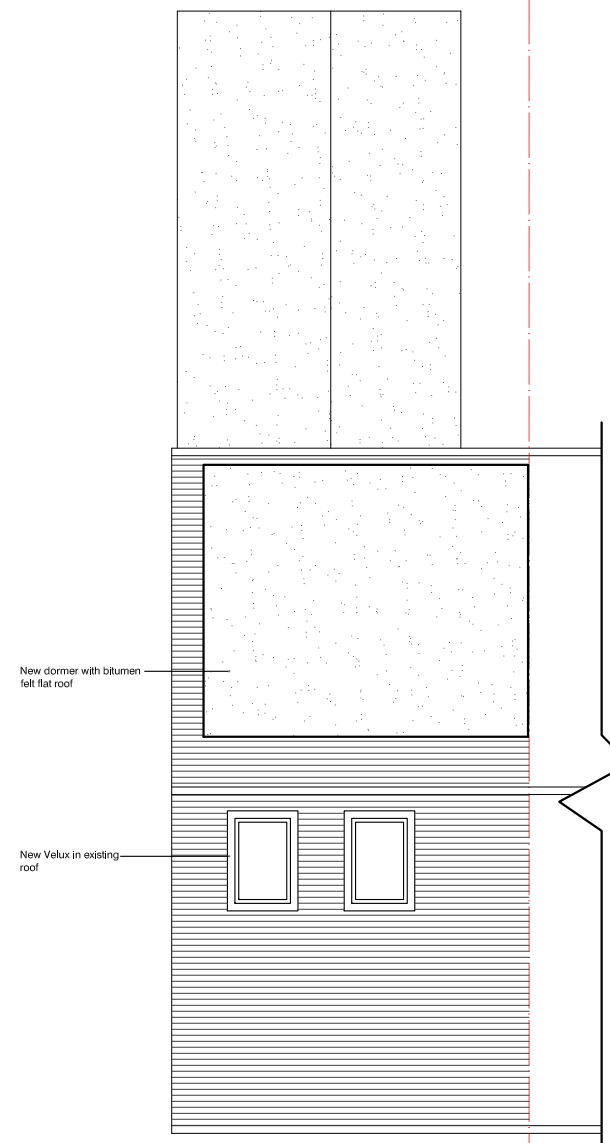 New dormer with bitumen
felt flat roof
New Velux in existing
roof